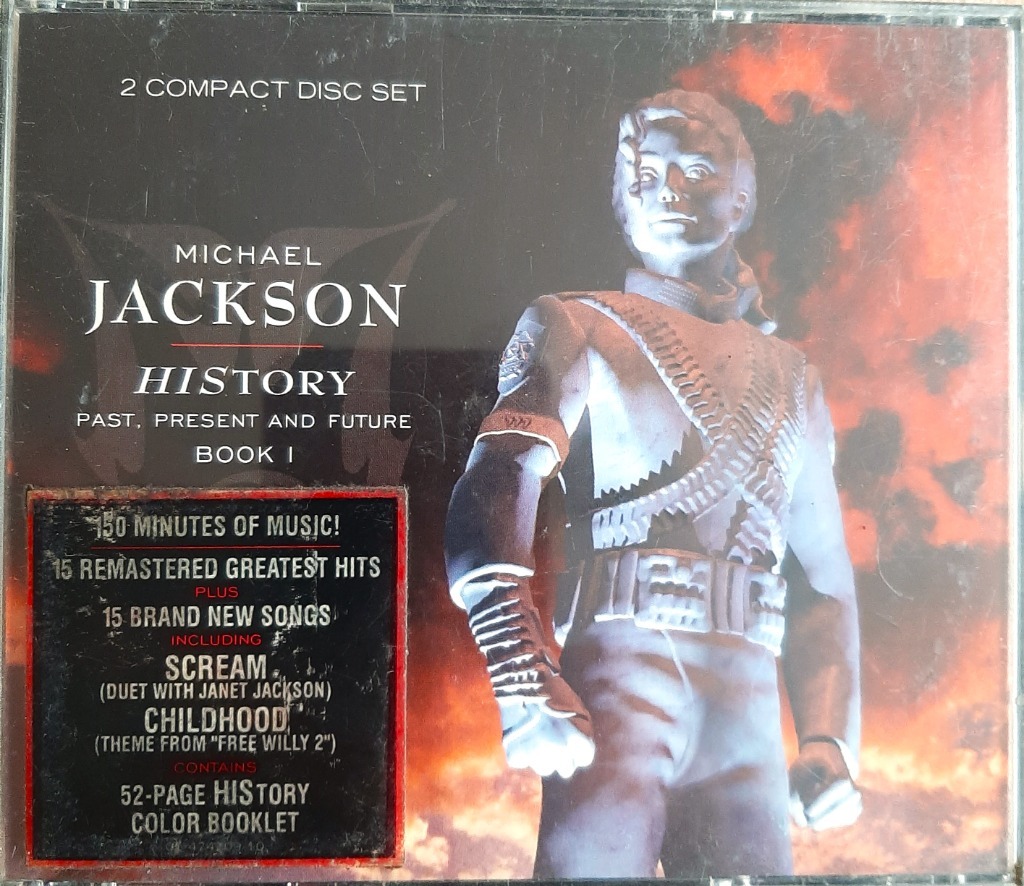 2 COMPACT DISC SET
MICHAEL
JACKSON
HISTORY
PAST, PRESENT AND FUTURE
BOOK I
150 MINUTES OF MUSIC!
15 REMASTERED GREATEST HITS
PLUS
15 BRAND NEW SONGS
INCLUDING
SCREAM
(DUET WITH JANET JACKSON)
CHILDHOOD
(THEME FROM "FREE WILLY 2")
CONTAINS
52-PAGE HISTORY
COLOR BOOKLET